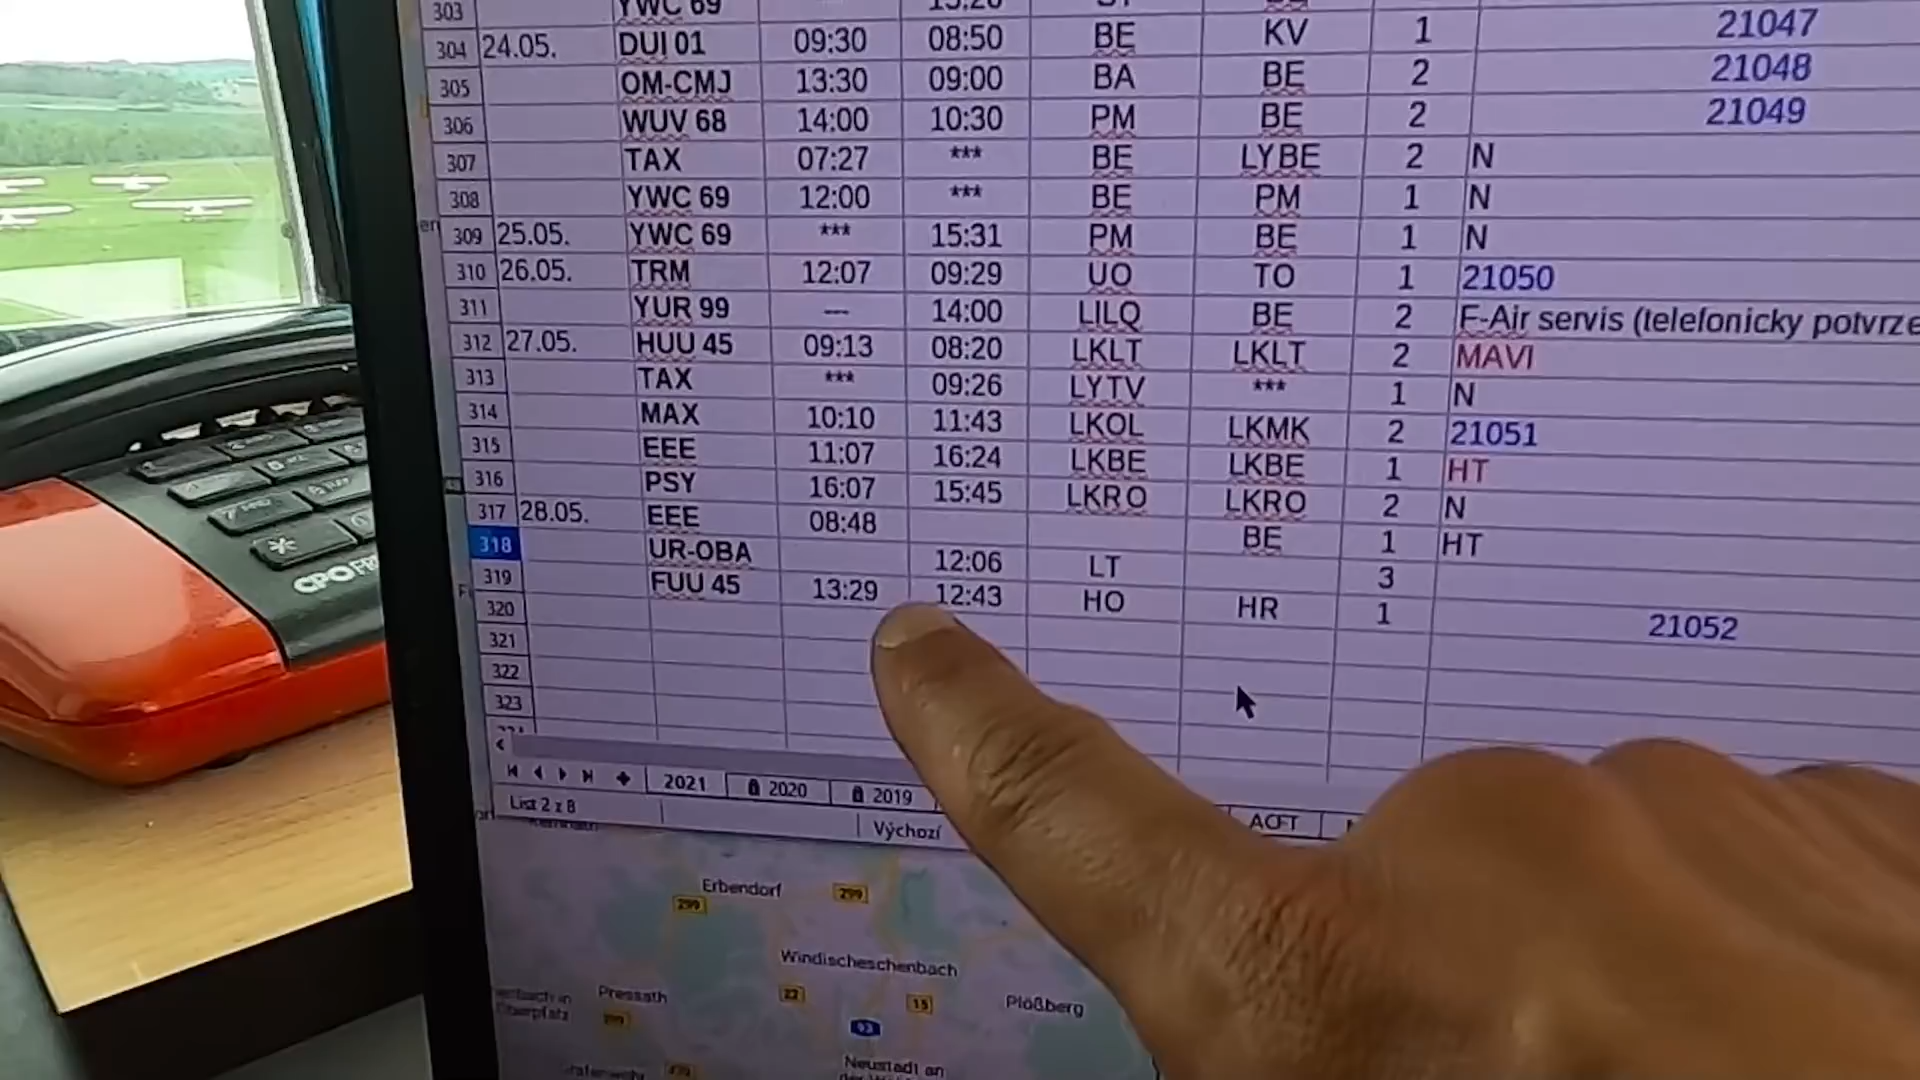 303 YWC 69
304 24.05. DUI 01 09:30 08:50 BE KV 1 21047
305 OM-CMJ 13:30 09:00 BA BE 2 21048
306 WUV 68 14:00 10:30 PM BE 2 21049
307 TAX 07:27 *** BE LYBE 2 N
308 YWC 69 12:00 *** BE PM 1 N
309 25.05. YWC 69 *** 15:31 PM BE 1 N
310 26.05. TRM 12:07 09:29 UO TO 1 21050
311 YUR 99 --- 14:00 LILQ BE 2 F-Air servis (telefonicky potvrze
312 27.05. HUU 45 09:13 08:20 LKLT LKLT 2 MAVI
313 TAX *** 09:26 LYTV *** 1 N
314 MAX 10:10 11:43 LKOL LKMK 2 21051
315 EEE 11:07 16:24 LKBE LKBE 1 HT
316 PSY 16:07 15:45 LKRO LKRO 2 N
317 28.05. EEE 08:48 BE 1 HT
318 UR-OBA 12:06 LT 3
319 FUU 45 13:29 12:43 HO HR 1 21052
320
321
322
323
2021 2020 2019 ACFT
List 2 z 8 Výchozí
Erbendorf 299
299
Windischeschenbach
Pressath 22 15 Plößberg
299
93
Neustadt an